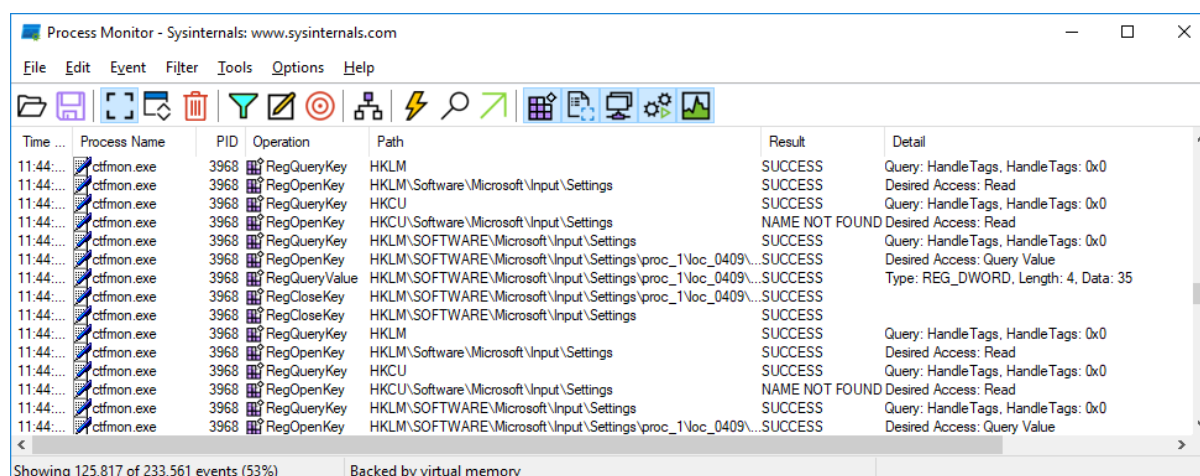 Process Monitor - Sysinternals: www.sysinternals.com
File Edit Event Filter Tools Options Help
Time ... Process Name PID Operation Path Result Detail
11:44:... ctfmon.exe 3968 RegQueryKey HKLM SUCCESS Query: HandleTags, HandleTags: 0x0
11:44:... ctfmon.exe 3968 RegOpenKey HKLM\Software\Microsoft\Input\Settings SUCCESS Desired Access: Read
11:44:... ctfmon.exe 3968 RegQueryKey HKCU SUCCESS Query: HandleTags, HandleTags: 0x0
11:44:... ctfmon.exe 3968 RegOpenKey HKCU\Software\Microsoft\Input\Settings NAME NOT FOUND Desired Access: Read
11:44:... ctfmon.exe 3968 RegQueryKey HKLM\SOFTWARE\Microsoft\Input\Settings SUCCESS Query: HandleTags, HandleTags: 0x0
11:44:... ctfmon.exe 3968 RegOpenKey HKLM\SOFTWARE\Microsoft\Input\Settings\proc_1\loc_0409\... SUCCESS Desired Access: Query Value
11:44:... ctfmon.exe 3968 RegQueryValue HKLM\SOFTWARE\Microsoft\Input\Settings\proc_1\loc_0409\... SUCCESS Type: REG_DWORD, Length: 4, Data: 35
11:44:... ctfmon.exe 3968 RegCloseKey HKLM\SOFTWARE\Microsoft\Input\Settings\proc_1\loc_0409\... SUCCESS
11:44:... ctfmon.exe 3968 RegCloseKey HKLM\SOFTWARE\Microsoft\Input\Settings SUCCESS
11:44:... ctfmon.exe 3968 RegQueryKey HKLM SUCCESS Query: HandleTags, HandleTags: 0x0
11:44:... ctfmon.exe 3968 RegOpenKey HKLM\Software\Microsoft\Input\Settings SUCCESS Desired Access: Read
11:44:... ctfmon.exe 3968 RegQueryKey HKCU SUCCESS Query: HandleTags, HandleTags: 0x0
11:44:... ctfmon.exe 3968 RegOpenKey HKCU\Software\Microsoft\Input\Settings NAME NOT FOUND Desired Access: Read
11:44:... ctfmon.exe 3968 RegQueryKey HKLM\SOFTWARE\Microsoft\Input\Settings SUCCESS Query: HandleTags, HandleTags: 0x0
11:44:... ctfmon.exe 3968 RegOpenKey HKLM\SOFTWARE\Microsoft\Input\Settings\proc_1\loc_0409\... SUCCESS Desired Access: Query Value
Showing 125,817 of 233,561 events (53%) Backed by virtual memory